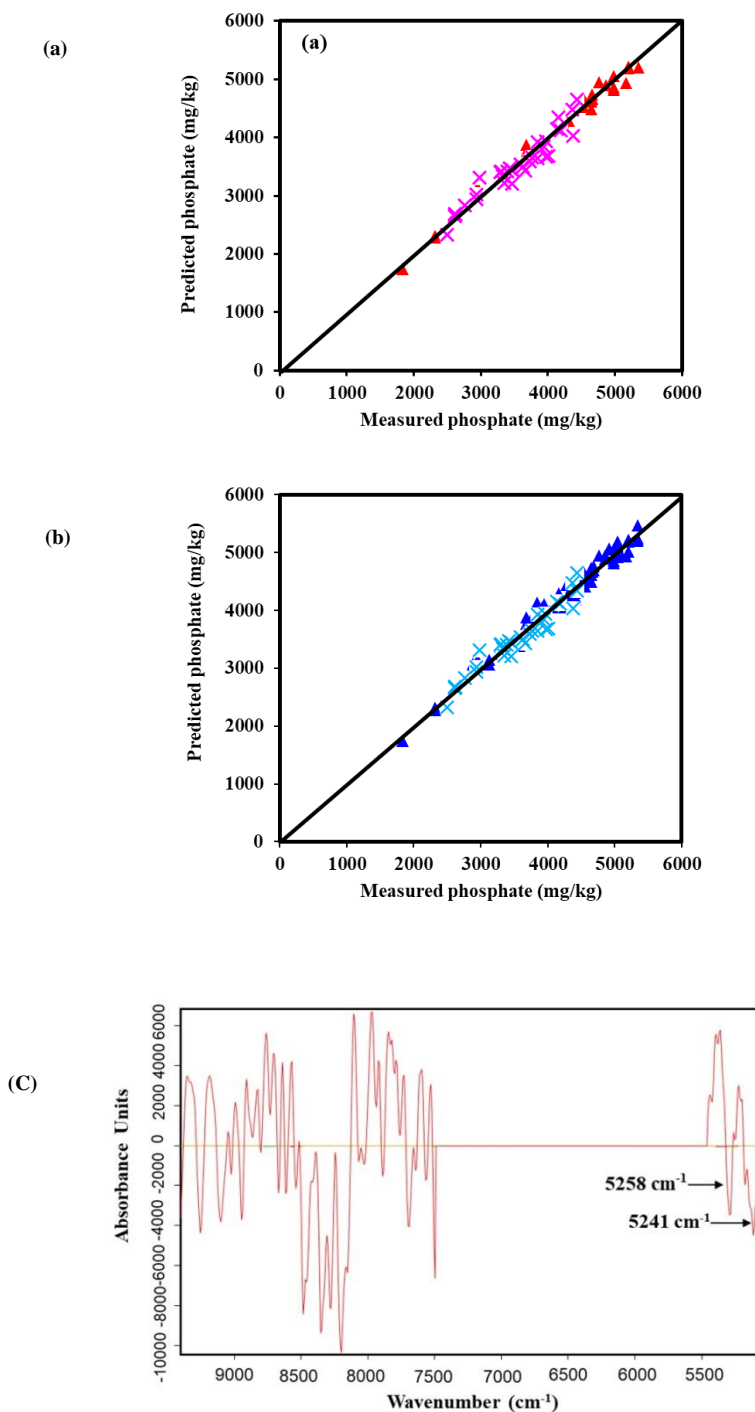 (a)
(a)
Predicted phosphate (mg/kg)
6000
5000
4000
3000
2000
1000
0
0 1000 2000 3000 4000 5000 6000
Measured phosphate (mg/kg)
(b)
Predicted phosphate (mg/kg)
6000
5000
4000
3000
2000
1000
0
0 1000 2000 3000 4000 5000 6000
Measured phosphate (mg/kg)
(C)
Absorbance Units
-10000 -8000 -6000 -4000 -2000 0 2000 4000 6000
5258 cm⁻¹
5241 cm⁻¹
9000 8500 8000 7500 7000 6500 6000 5500
Wavenumber (cm⁻¹)